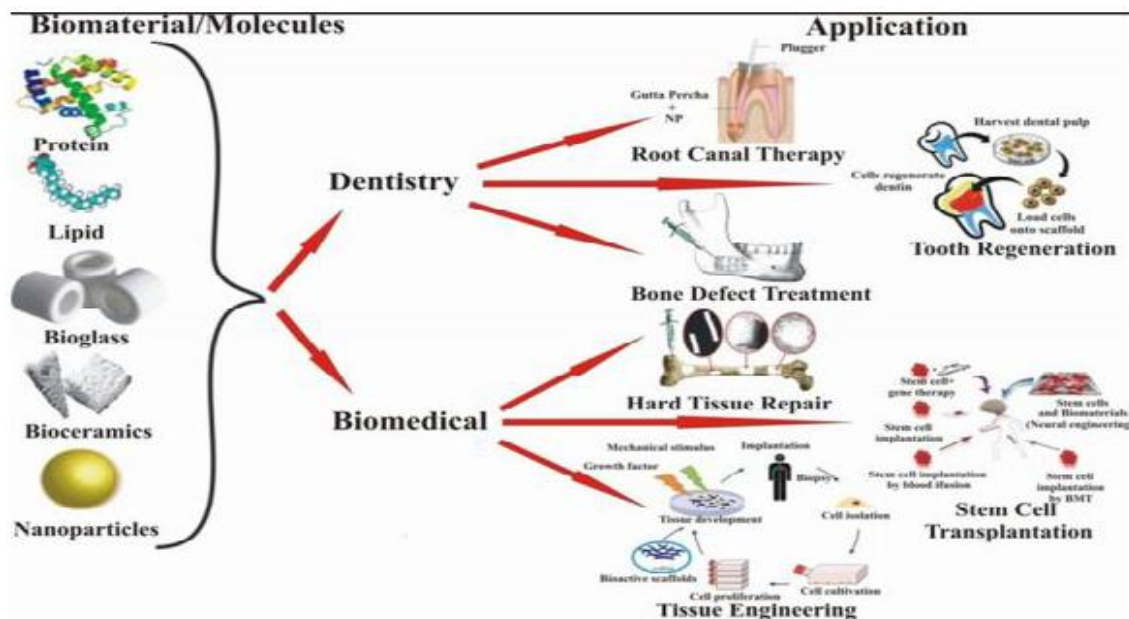 Biomaterial/Molecules
Protein
Lipid
Bioglass
Bioceramics
Nanoparticles
Dentistry
Biomedical
Application
Plugger
Gutta Percha
+
NP
Root Canal Therapy
Harvest dental pulp
Cells regenerate
dentin
Load cells
onto scaffold
Tooth Regeneration
Bone Defect Treatment
Hard Tissue Repair
Stem cell+
gene therapy
Stem cells
and Biomaterials
(Neural engineering)
Stem cell
implantation
Stem cell implantation
by blood ifusion
Stem cell
implantation
by BMT
Stem Cell
Transplantation
Mechanical stimulus
Growth factor
Implantation
Biopsy
Tissue development
Cell isolation
Bioactive scaffolds
Cell proliferation
Cell cultivation
Tissue Engineering